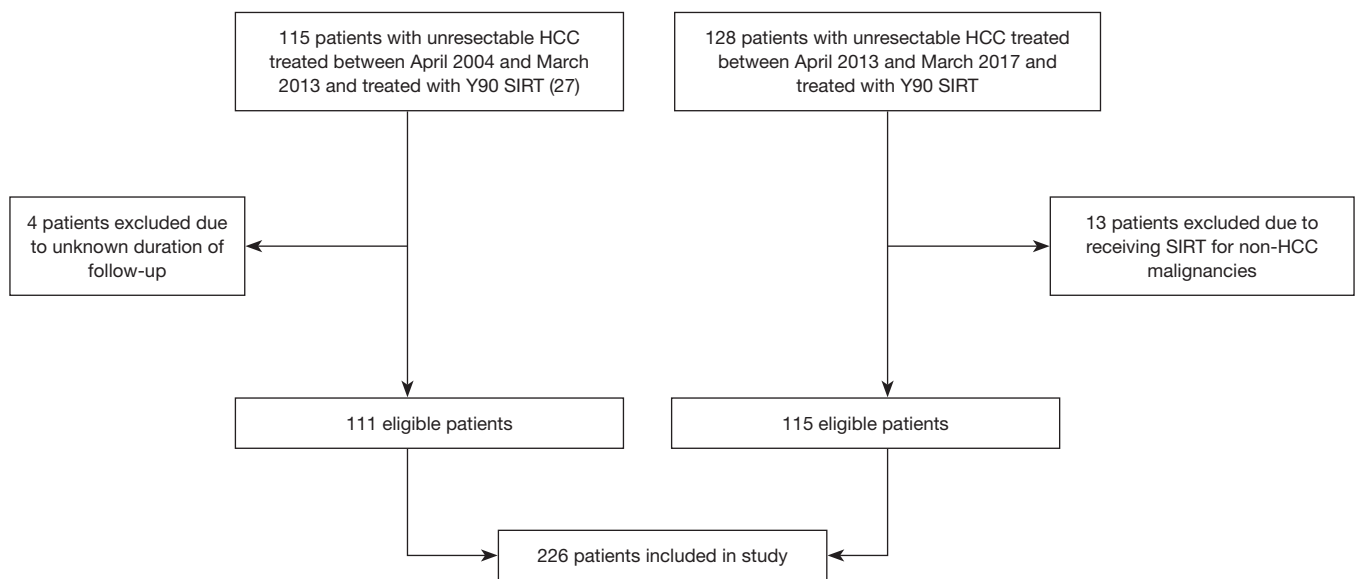 115 patients with unresectable HCC
treated between April 2004 and March
2013 and treated with Y90 SIRT (27)
128 patients with unresectable HCC treated
between April 2013 and March 2017 and
treated with Y90 SIRT
4 patients excluded due
to unknown duration of
follow-up
13 patients excluded due to
receiving SIRT for non-HCC
malignancies
111 eligible patients
115 eligible patients
226 patients included in study